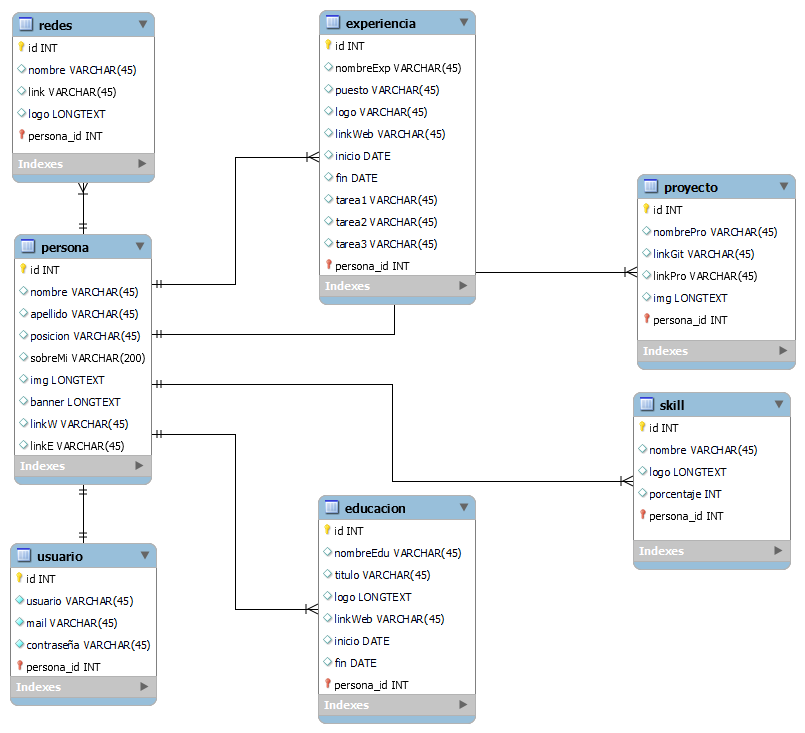 redes
id INT
nombre VARCHAR(45)
link VARCHAR(45)
logo LONGTEXT
persona_id INT
Indexes
experiencia
id INT
nombreExp VARCHAR(45)
puesto VARCHAR(45)
logo VARCHAR(45)
linkWeb VARCHAR(45)
inicio DATE
fin DATE
tarea1 VARCHAR(45)
tarea2 VARCHAR(45)
tarea3 VARCHAR(45)
persona_id INT
Indexes
proyecto
id INT
nombrePro VARCHAR(45)
linkGit VARCHAR(45)
linkPro VARCHAR(45)
img LONGTEXT
persona_id INT
Indexes
persona
id INT
nombre VARCHAR(45)
apellido VARCHAR(45)
posicion VARCHAR(45)
sobreMi VARCHAR(200)
img LONGTEXT
banner LONGTEXT
linkW VARCHAR(45)
linkE VARCHAR(45)
Indexes
skill
id INT
nombre VARCHAR(45)
logo LONGTEXT
porcentaje INT
persona_id INT
Indexes
educacion
id INT
nombreEdu VARCHAR(45)
titulo VARCHAR(45)
logo LONGTEXT
linkWeb VARCHAR(45)
inicio DATE
fin DATE
persona_id INT
Indexes
usuario
id INT
usuario VARCHAR(45)
mail VARCHAR(45)
contraseña VARCHAR(45)
persona_id INT
Indexes